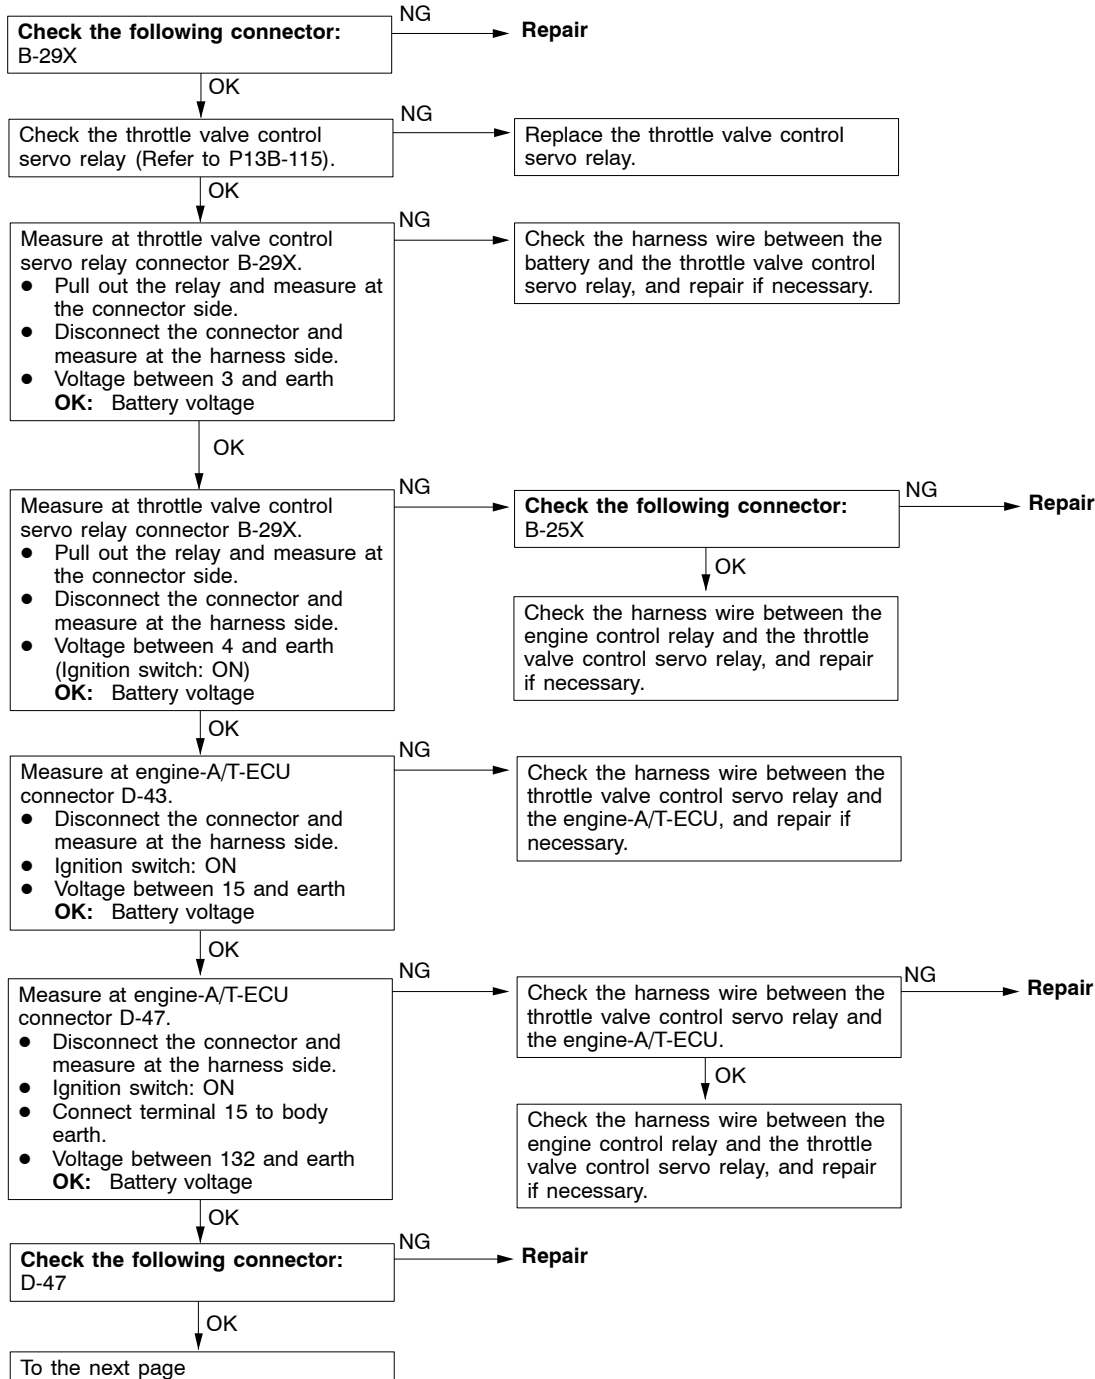 Check the following connector:
B-29X
NG
Repair
OK
Check the throttle valve control
servo relay (Refer to P13B-115).
NG
Replace the throttle valve control
servo relay.
OK
Measure at throttle valve control
servo relay connector B-29X.
● Pull out the relay and measure at
the connector side.
● Disconnect the connector and
measure at the harness side.
● Voltage between 3 and earth
OK: Battery voltage
NG
Check the harness wire between the
battery and the throttle valve control
servo relay, and repair if necessary.
OK
Measure at throttle valve control
servo relay connector B-29X.
● Pull out the relay and measure at
the connector side.
● Disconnect the connector and
measure at the harness side.
● Voltage between 4 and earth
(Ignition switch: ON)
OK: Battery voltage
NG
Check the following connector:
B-25X
NG
Repair
OK
Check the harness wire between the
engine control relay and the throttle
valve control servo relay, and repair
if necessary.
OK
Measure at engine-A/T-ECU
connector D-43.
● Disconnect the connector and
measure at the harness side.
● Ignition switch: ON
● Voltage between 15 and earth
OK: Battery voltage
NG
Check the harness wire between the
throttle valve control servo relay and
the engine-A/T-ECU, and repair if
necessary.
OK
Measure at engine-A/T-ECU
connector D-47.
● Disconnect the connector and
measure at the harness side.
● Ignition switch: ON
● Connect terminal 15 to body
earth.
● Voltage between 132 and earth
OK: Battery voltage
NG
Check the harness wire between the
throttle valve control servo relay and
the engine-A/T-ECU.
NG
Repair
OK
Check the harness wire between the
engine control relay and the throttle
valve control servo relay, and repair
if necessary.
OK
Check the following connector:
D-47
NG
Repair
OK
To the next page